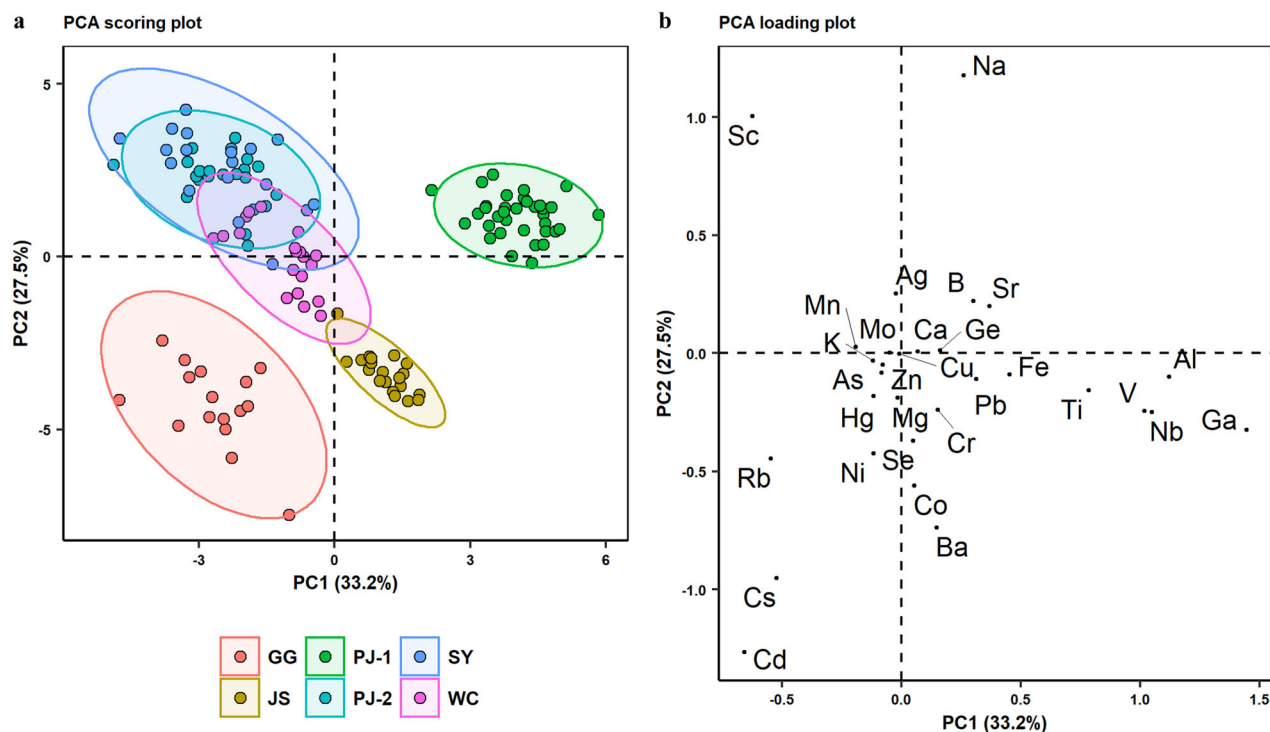 a PCA scoring plot
5
0
-5
PC2 (27.5%)
-3 0 3 6
PC1 (33.2%)
GG PJ-1 SY
JS PJ-2 WC
b PCA loading plot
1.0
0.5
0.0
-0.5
-1.0
PC2 (27.5%)
Na
Sc
Ag B Sr
Mn Mo Ca Ge
K Cu Fe Al
As Zn Pb Ti V
Hg Mg Cr Nb Ga
Rb Ni Se
Co
Ba
Cs
Cd
-0.5 0.0 0.5 1.0 1.5
PC1 (33.2%)